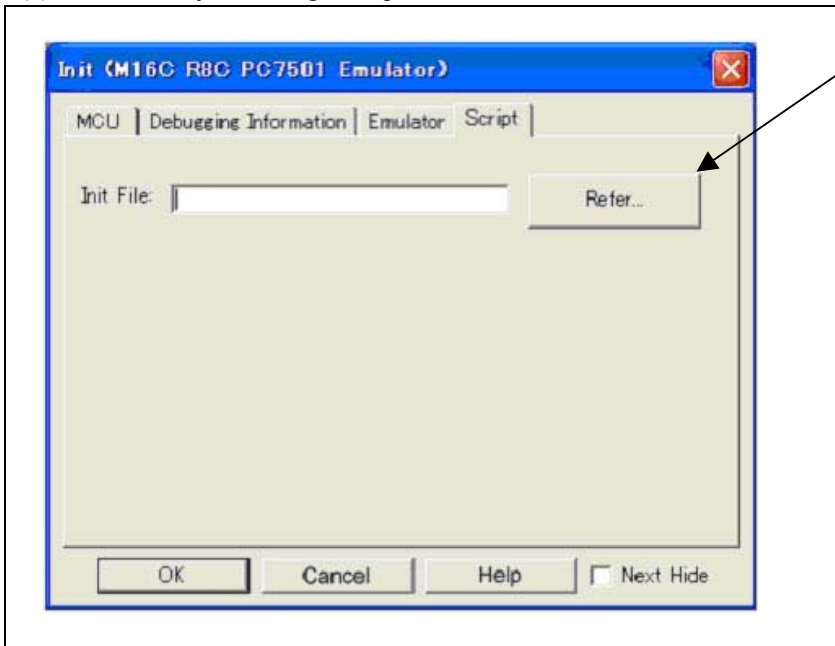 Init (M16C R8C PC7501 Emulator)
MCU Debugging Information Emulator Script
Init File: Refer...
OK Cancel Help Next Hide